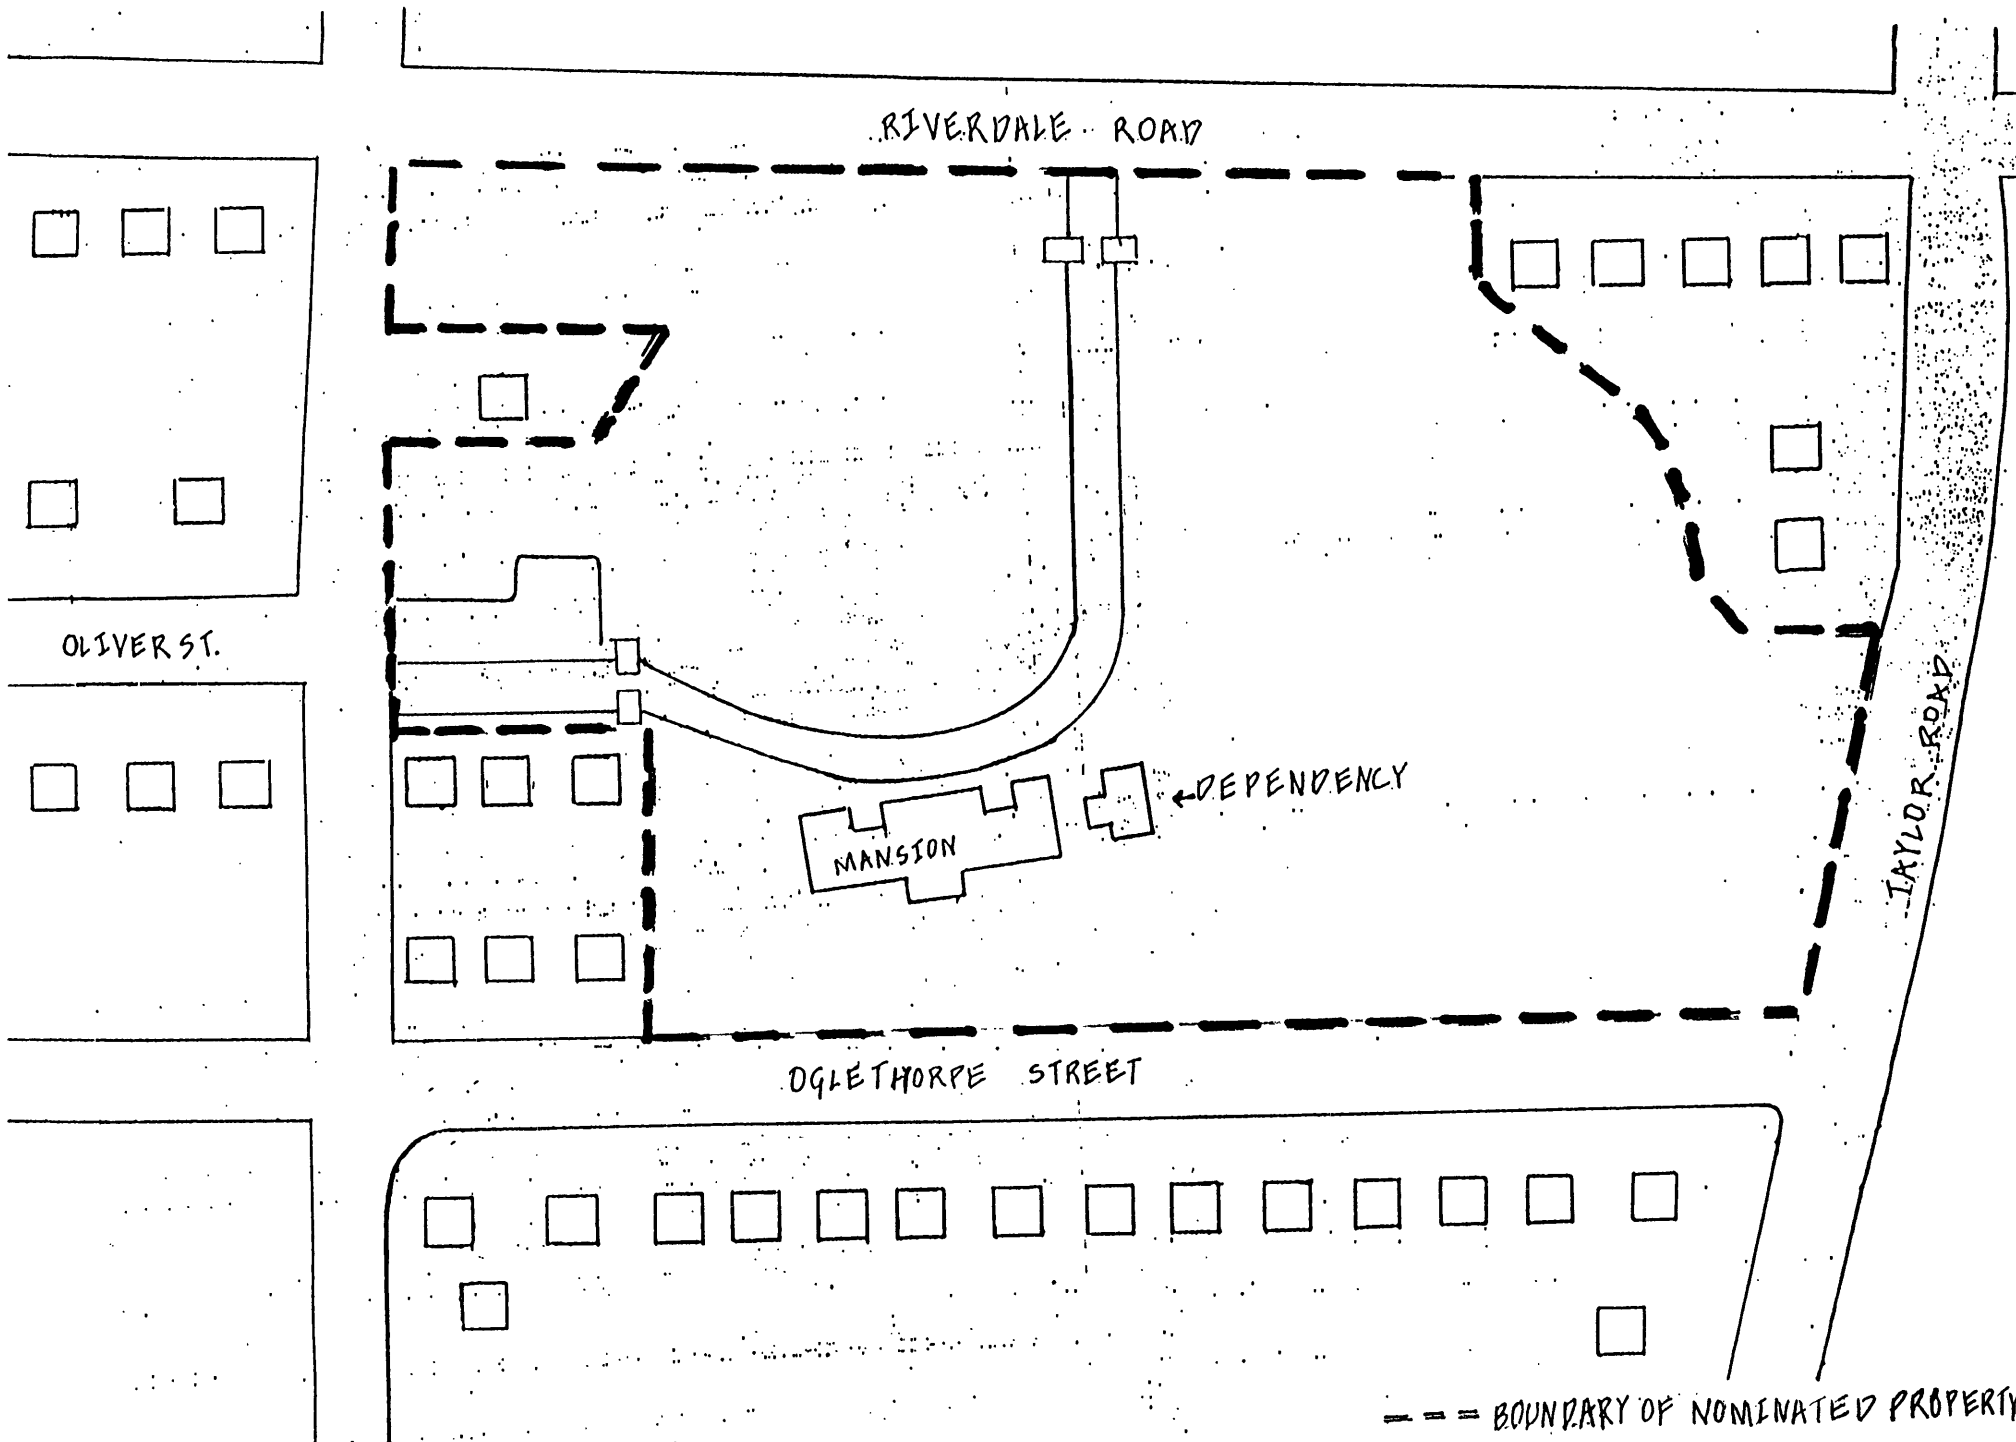 RIVERDALE ROAD
OLIVER ST.
TAYLOR ROAD
← DEPENDENCY
MANSION
OGLETHORPE STREET
--- BOUNDARY OF NOMINATED PROPERTY